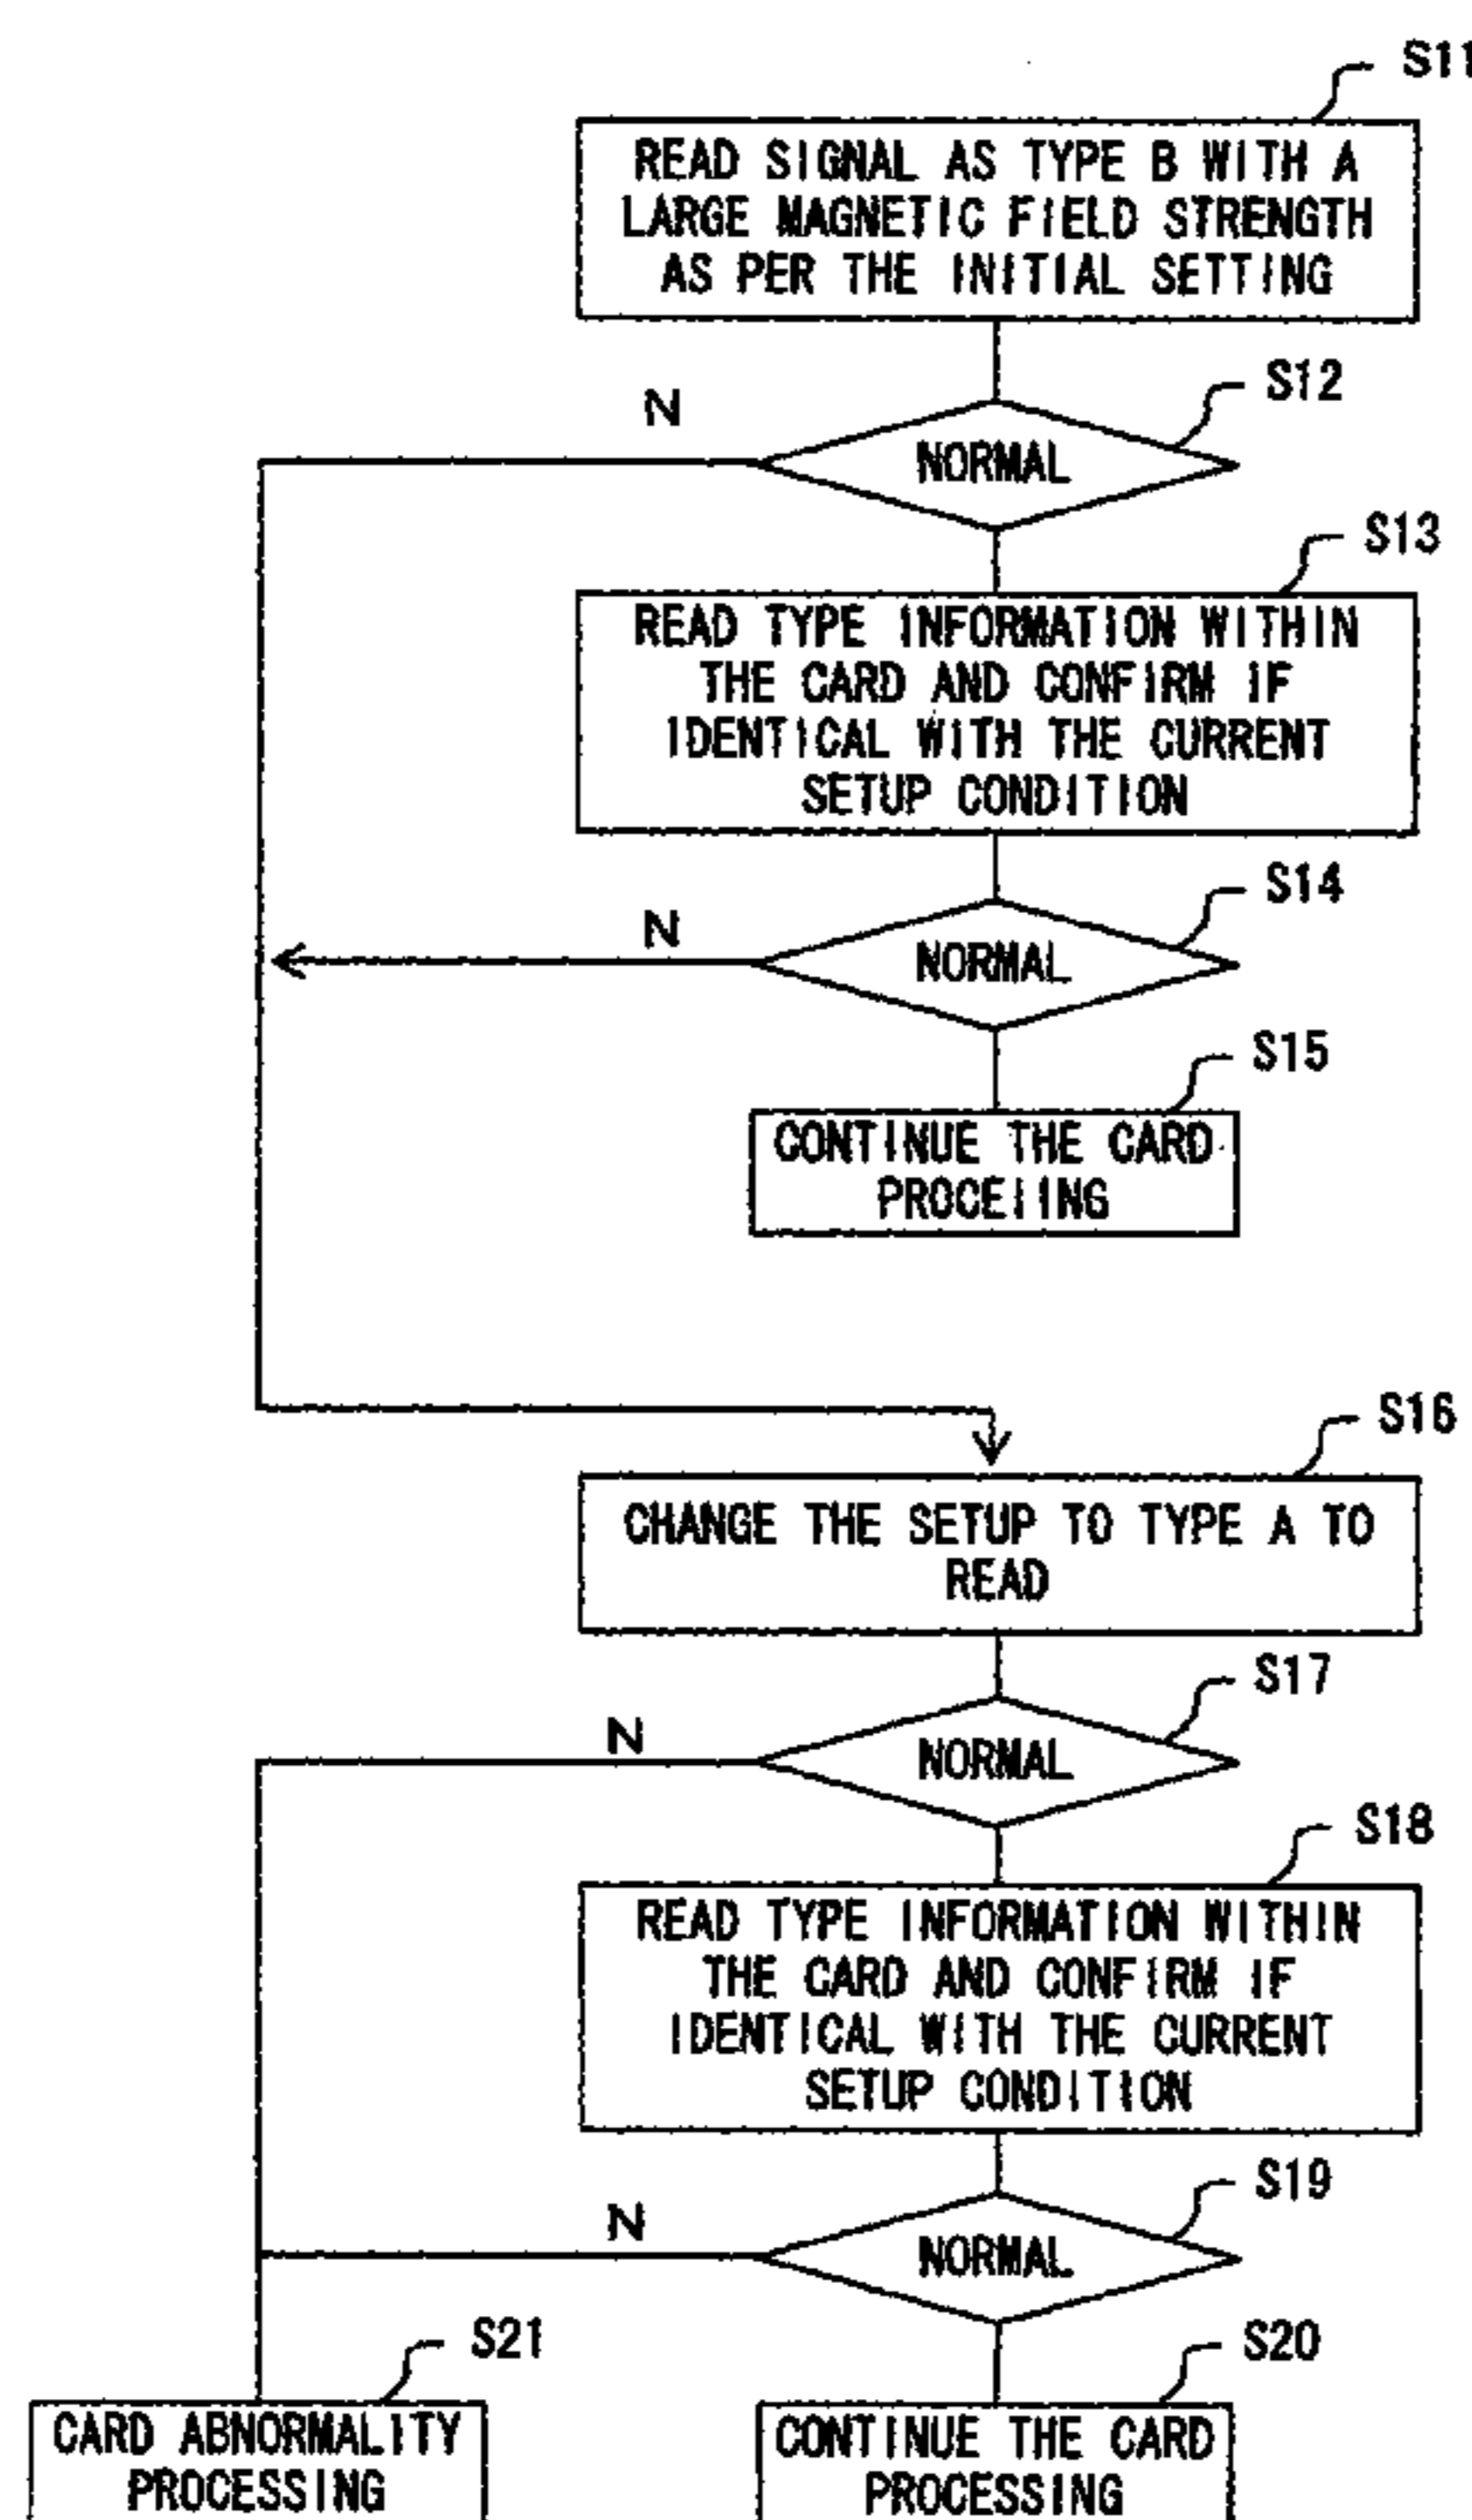 S11
READ SIGNAL AS TYPE B WITH A
LARGE MAGNETIC FIELD STRENGTH
AS PER THE INITIAL SETTING
S12
N
NORMAL
S13
READ TYPE INFORMATION WITHIN
THE CARD AND CONFIRM IF
IDENTICAL WITH THE CURRENT
SETUP CONDITION
S14
N
NORMAL
S15
CONTINUE THE CARD
PROCEIING
S16
CHANGE THE SETUP TO TYPE A TO
READ
S17
N
NORMAL
S18
READ TYPE INFORMATION WITHIN
THE CARD AND CONFIRM IF
IDENTICAL WITH THE CURRENT
SETUP CONDITION
S19
N
NORMAL
S21
CARD ABNORMALITY
PROCESSING
S20
CONTINUE THE CARD
PROCESSING